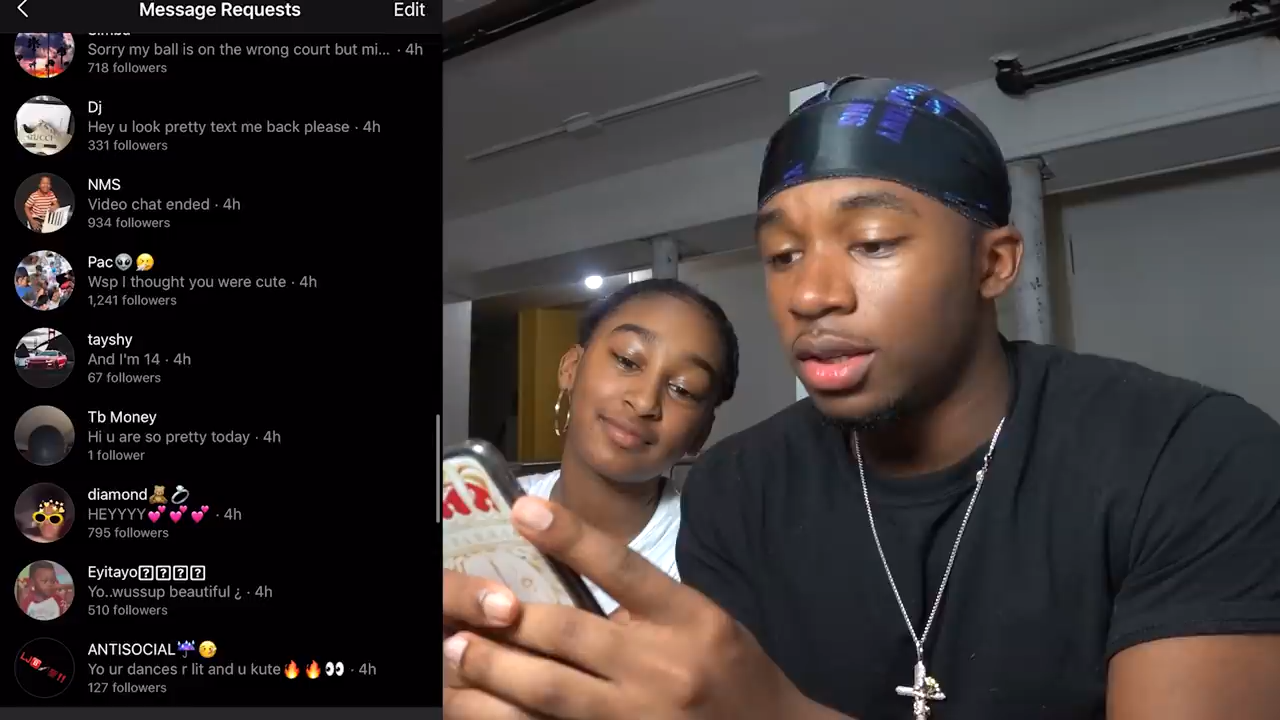 Message Requests
Edit
Simba
Sorry my ball is on the wrong court but mi... · 4h
718 followers
Dj
Hey u look pretty text me back please · 4h
331 followers
NMS
Video chat ended · 4h
934 followers
Pac👽🤧
Wsp I thought you were cute · 4h
1,241 followers
tayshy
And I'm 14 · 4h
67 followers
Tb Money
Hi u are so pretty today · 4h
1 follower
diamond🧸💍
HEYYYY💕💕💕 · 4h
795 followers
Eyitayo⍰⍰⍰⍰
Yo..wussup beautiful ¿ · 4h
510 followers
ANTISOCIAL☔🤒
Yo ur dances r lit and u kute🔥🔥👀 · 4h
127 followers
GUCCI